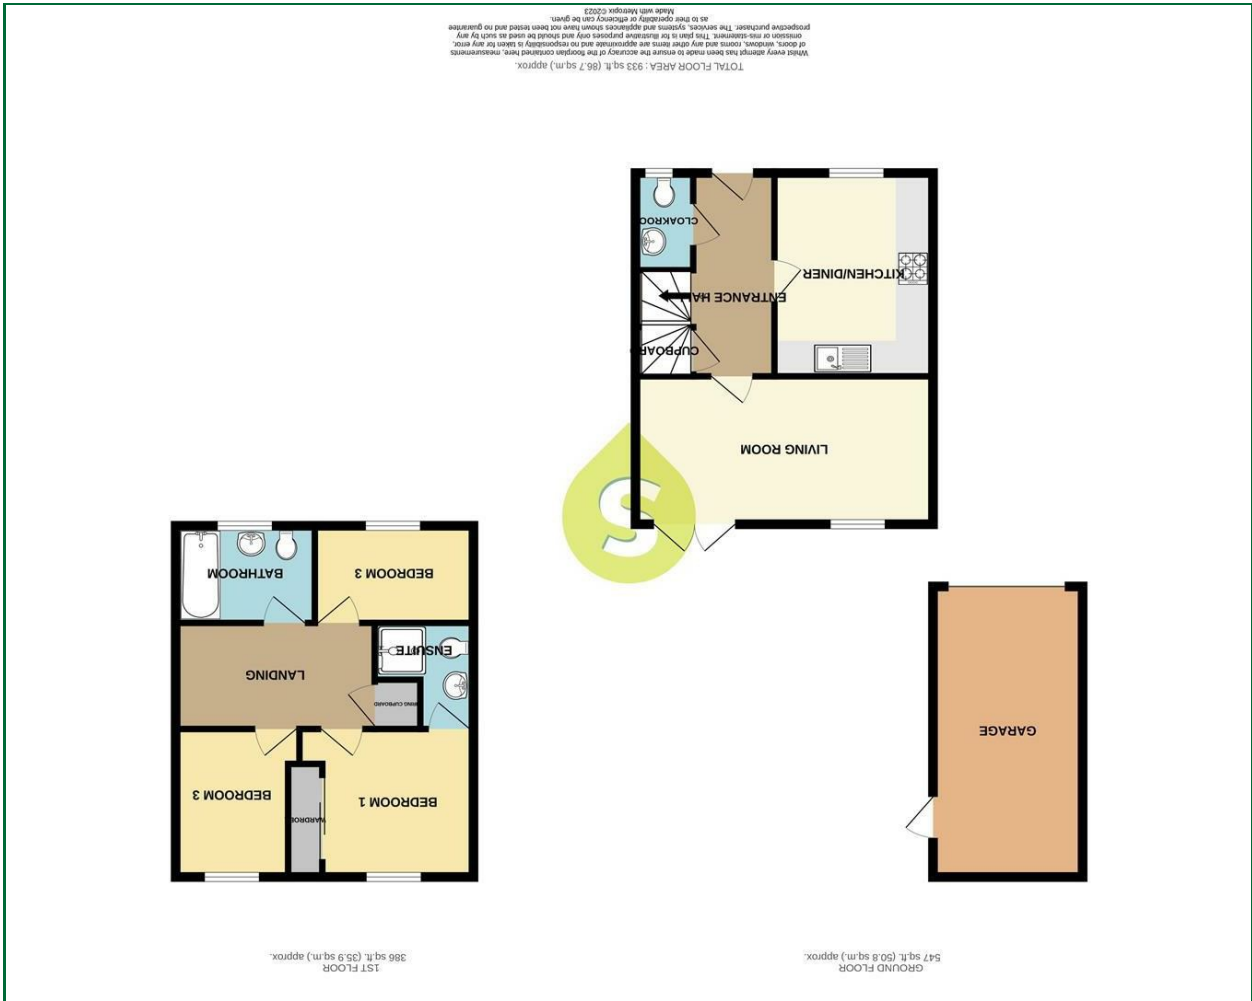 GROUND FLOOR
547 sq.ft. (50.8 sq.m.) approx.
1ST FLOOR
386 sq.ft. (35.9 sq.m.) approx.
GARAGE
LIVING ROOM
CUPBOARD
ENTRANCE HALL
KITCHEN/DINER
CLOAKROO
BEDROOM 1
WARDROB
BEDROOM 3
RING CUPBOARD
LANDING
ENSUITE
BEDROOM 3
BATHROOM
S
TOTAL FLOOR AREA : 933 sq.ft. (86.7 sq.m.) approx.
Whilst every attempt has been made to ensure the accuracy of the floorplan contained here, measurements
of doors, windows, rooms and any other items are approximate and no responsibility is taken for any error,
omission or mis-statement. This plan is for illustrative purposes only and should be used as such by any
prospective purchaser. The services, systems and appliances shown have not been tested and no guarantee
as to their operability or efficiency can be given.
Made with Metropix ©2023